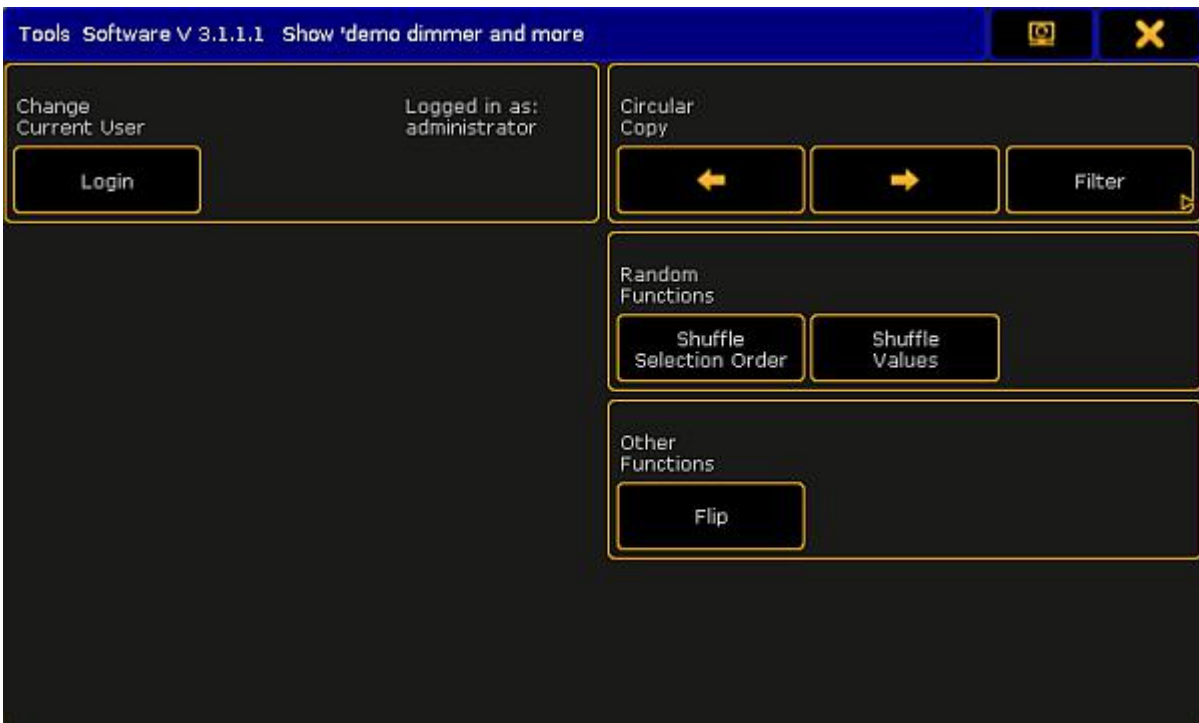 Tools Software V 3.1.1.1 Show 'demo dimmer and more
Change
Current User
Logged in as:
administrator
Login
Circular
Copy
Filter
Random
Functions
Shuffle
Selection Order
Shuffle
Values
Other
Functions
Flip